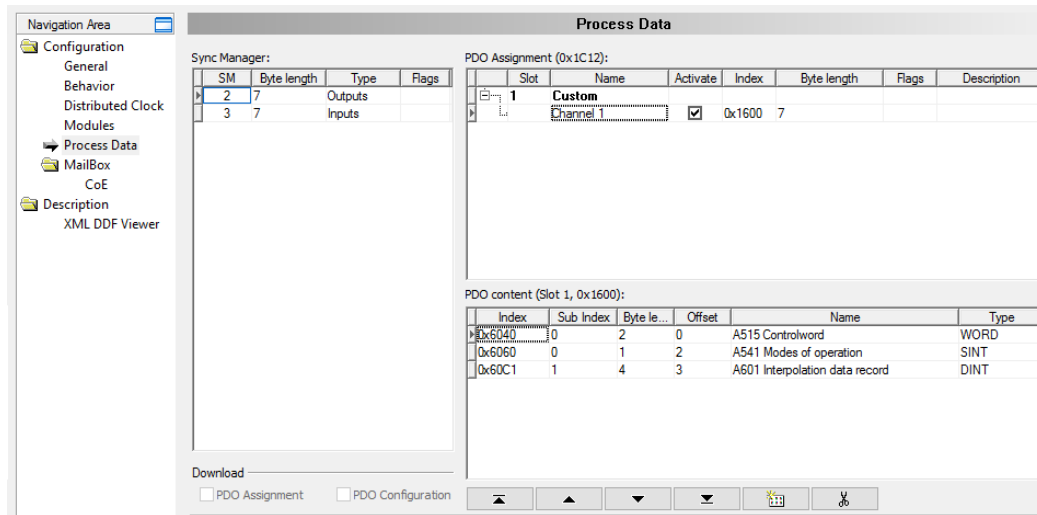 Navigation Area
Process Data
Configuration
General
Behavior
Distributed Clock
Modules
Process Data
MailBox
CoE
Description
XML DDF Viewer
Sync Manager:
SM Byte length Type Flags
2 7 Outputs
3 7 Inputs
Download
PDO Assignment PDO Configuration
PDO Assignment (0x1C12):
Slot Name Activate Index Byte length Flags Description
1 Custom
Channel 1 0x1600 7
PDO content (Slot 1, 0x1600):
Index Sub Index Byte le... Offset Name Type
0x6040 0 2 0 A515 Controlword WORD
0x6060 0 1 2 A541 Modes of operation SINT
0x60C1 1 4 3 A601 Interpolation data record DINT